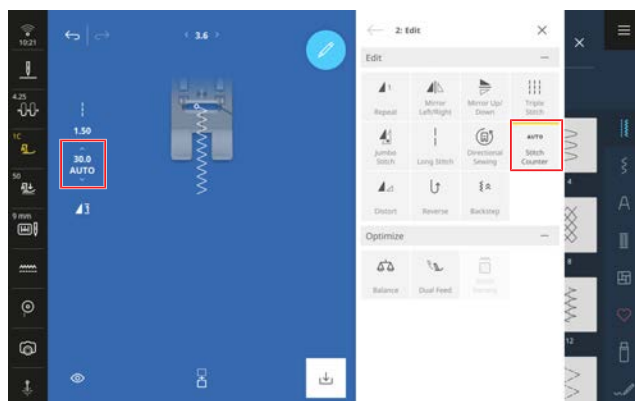 10:21
3.6
2: Edit
4.25
1C
50
9 mm
1.50
30.0
AUTO
Edit
1
Repeat
Mirror Left/Right
Mirror Up/
Down
Triple
Stitch
Jumbo
Stitch
Long Stitch
Directional
Sewing
AUTO
Stitch
Counter
Distort
Reverse
Backstep
Optimize
Balance
Dual Feed
4
8
12
A